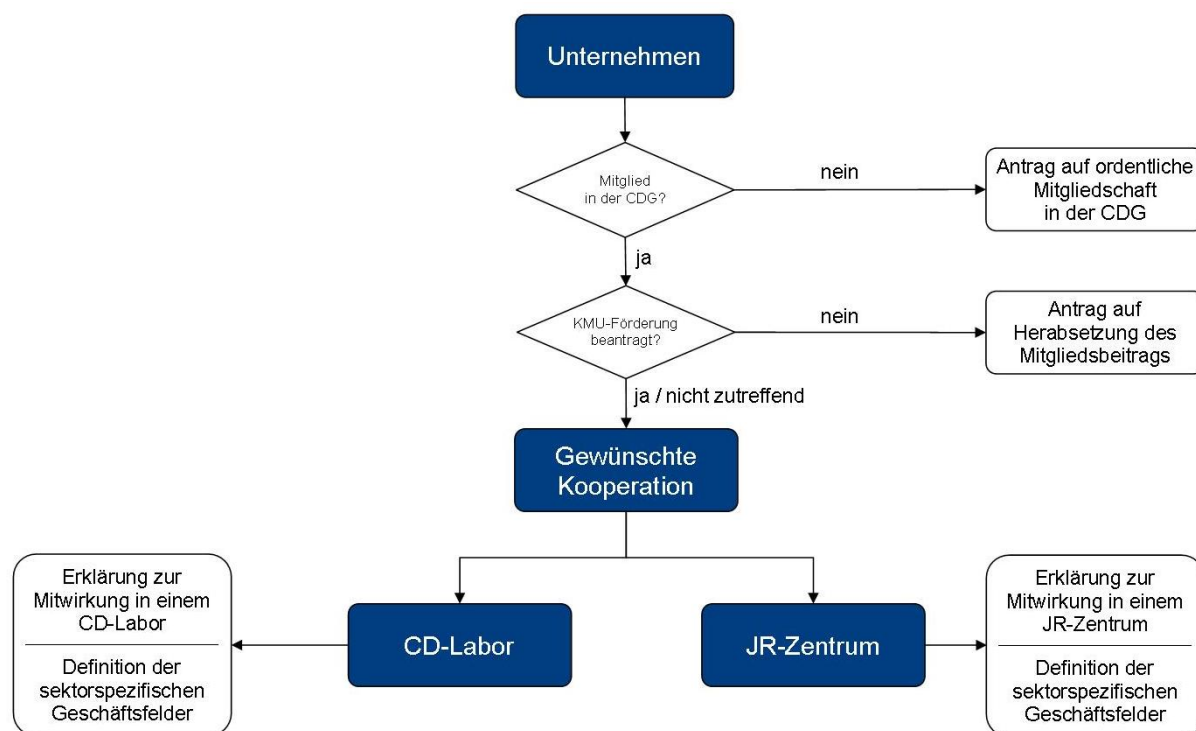 Unternehmen
Mitglied
in der CDG?
nein
Antrag auf ordentliche
Mitgliedschaft
in der CDG
ja
KMU-Förderung
beantragt?
nein
Antrag auf
Herabsetzung des
Mitgliedsbeitrags
ja / nicht zutreffend
Gewünschte
Kooperation
Erklärung zur
Mitwirkung in einem
CD-Labor
Definition der
sektorspezifischen
Geschäftsfelder
CD-Labor
JR-Zentrum
Erklärung zur
Mitwirkung in einem
JR-Zentrum
Definition der
sektorspezifischen
Geschäftsfelder